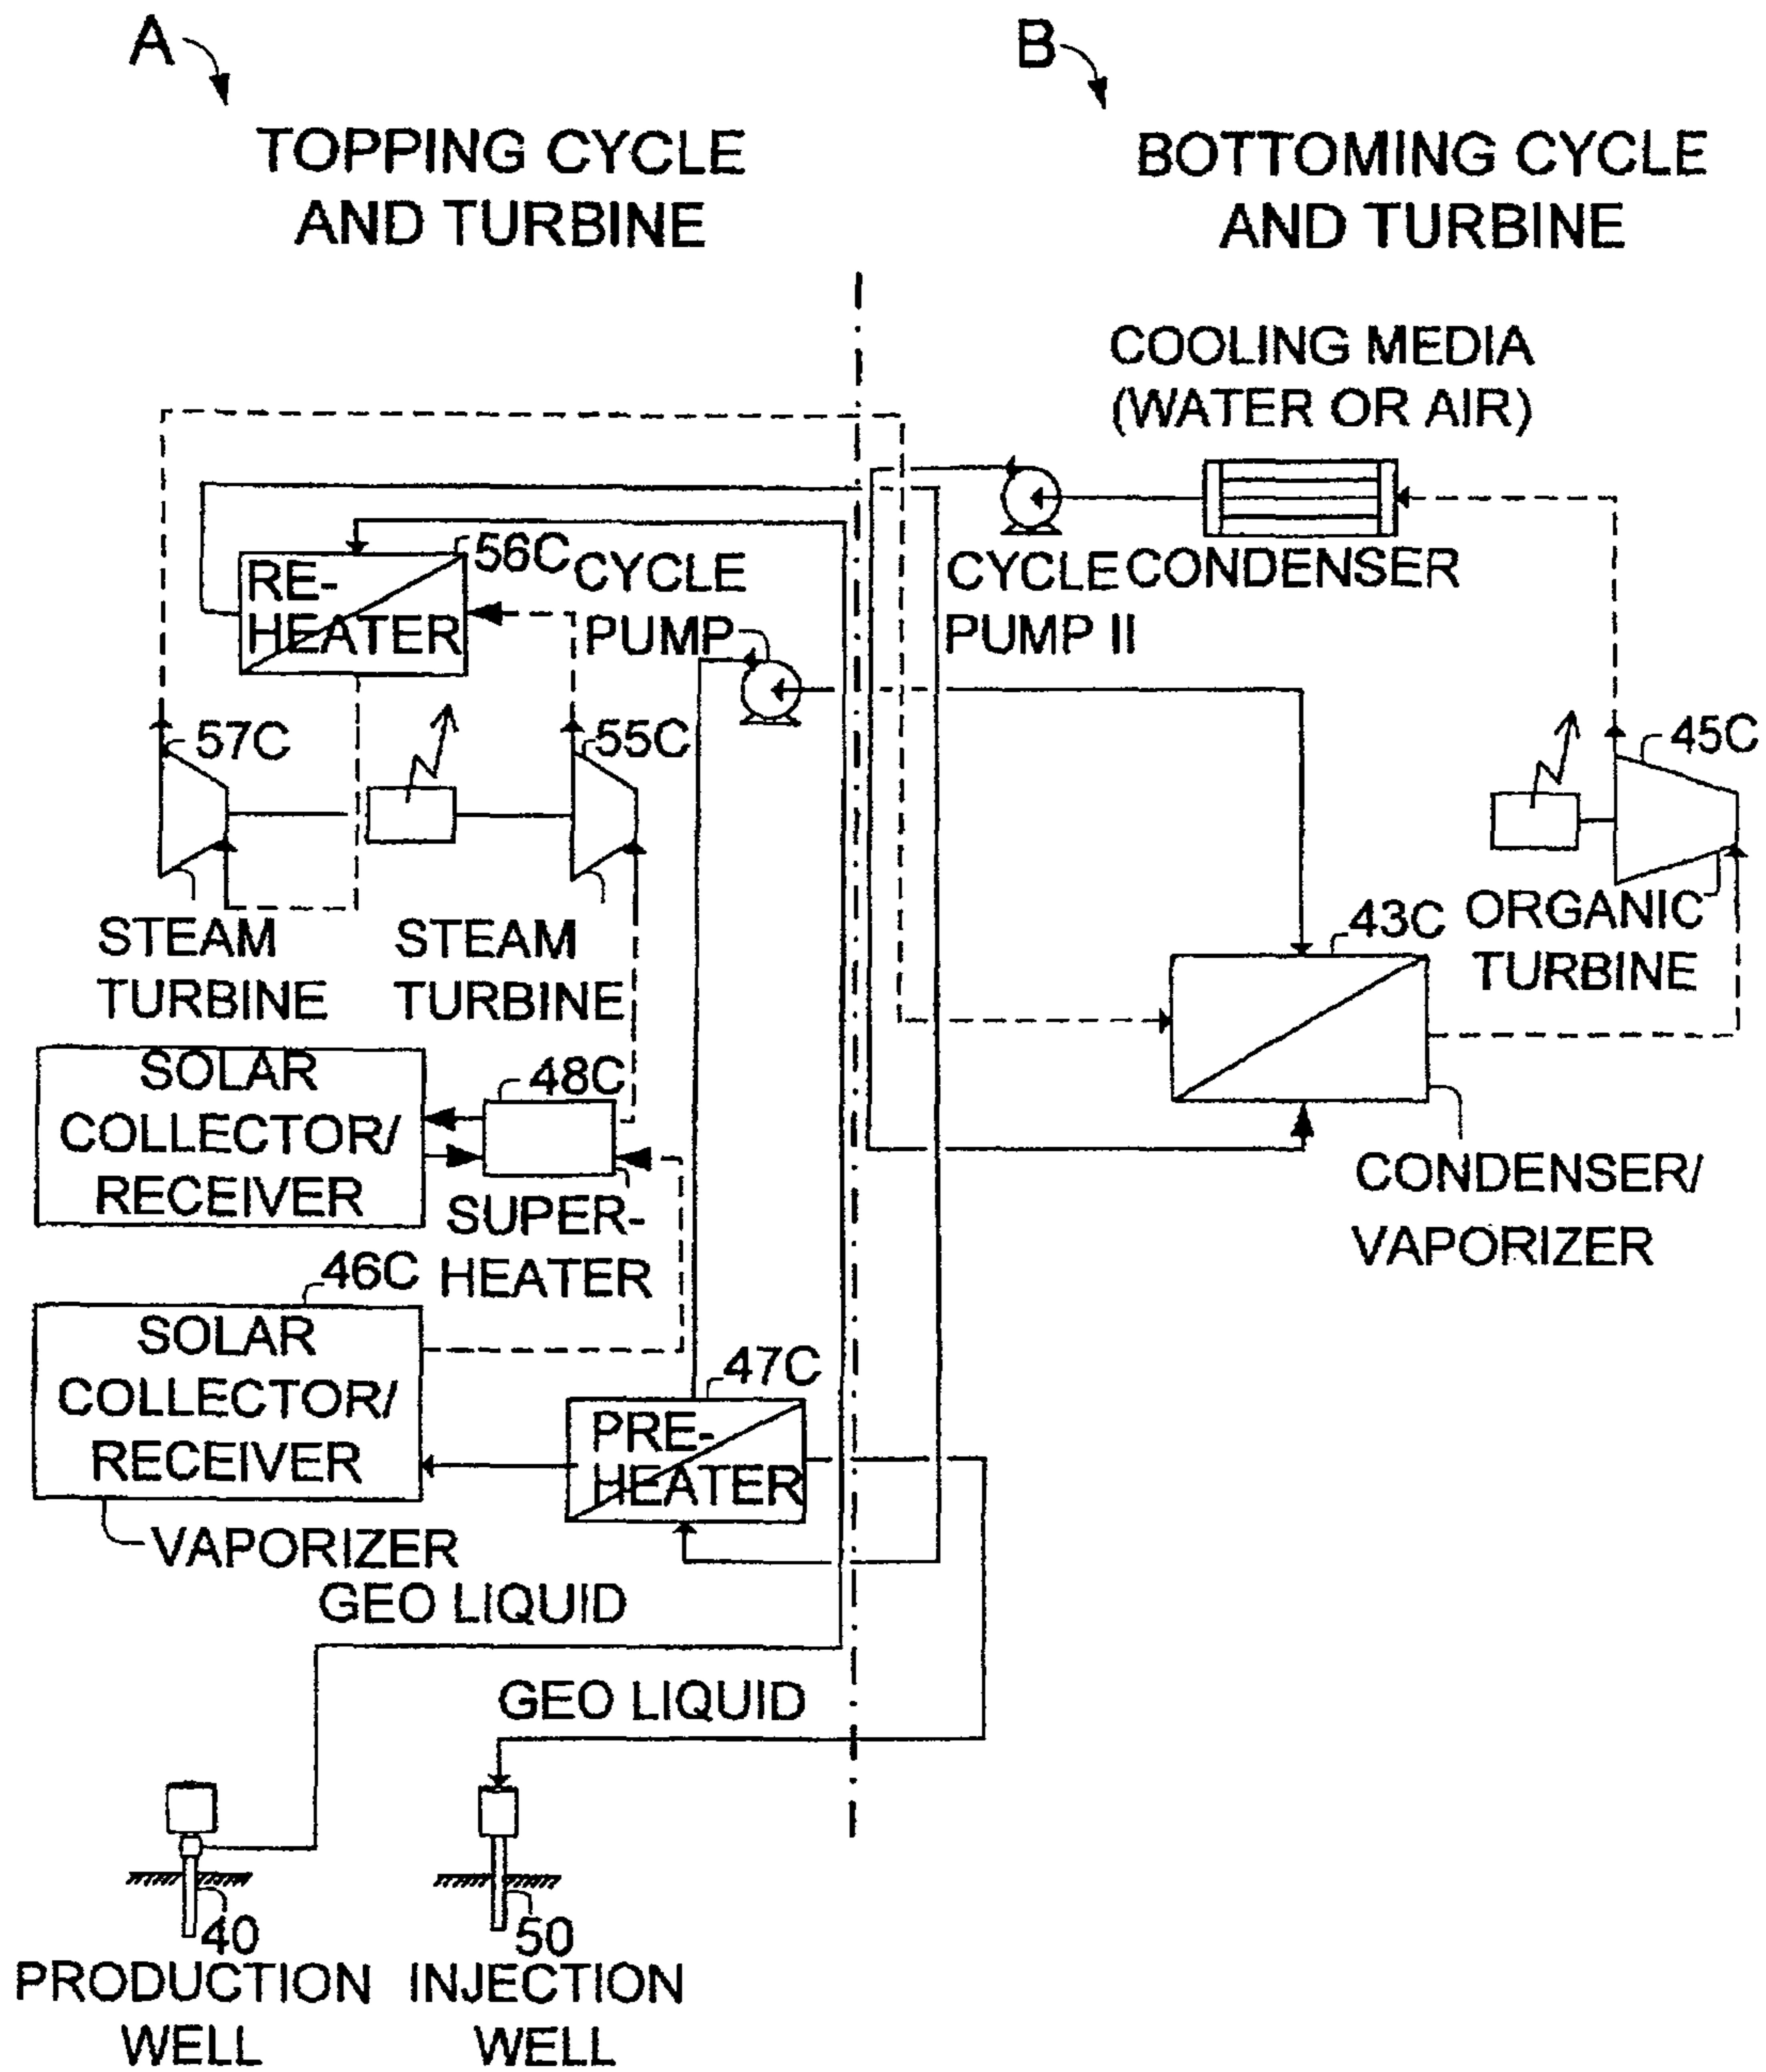 A
B
TOPPING CYCLE
AND TURBINE
BOTTOMING CYCLE
AND TURBINE
COOLING MEDIA
(WATER OR AIR)
RE-
HEATER
56C
CYCLE
PUMP
CYCLE
PUMP II
CONDENSER
57C
55C
45C
STEAM
TURBINE
STEAM
TURBINE
43C
ORGANIC
TURBINE
SOLAR
COLLECTOR/
RECEIVER
48C
SUPER-
HEATER
CONDENSER/
VAPORIZER
46C
SOLAR
COLLECTOR/
RECEIVER
47C
PRE-
HEATER
VAPORIZER
GEO LIQUID
GEO LIQUID
40
PRODUCTION
WELL
50
INJECTION
WELL